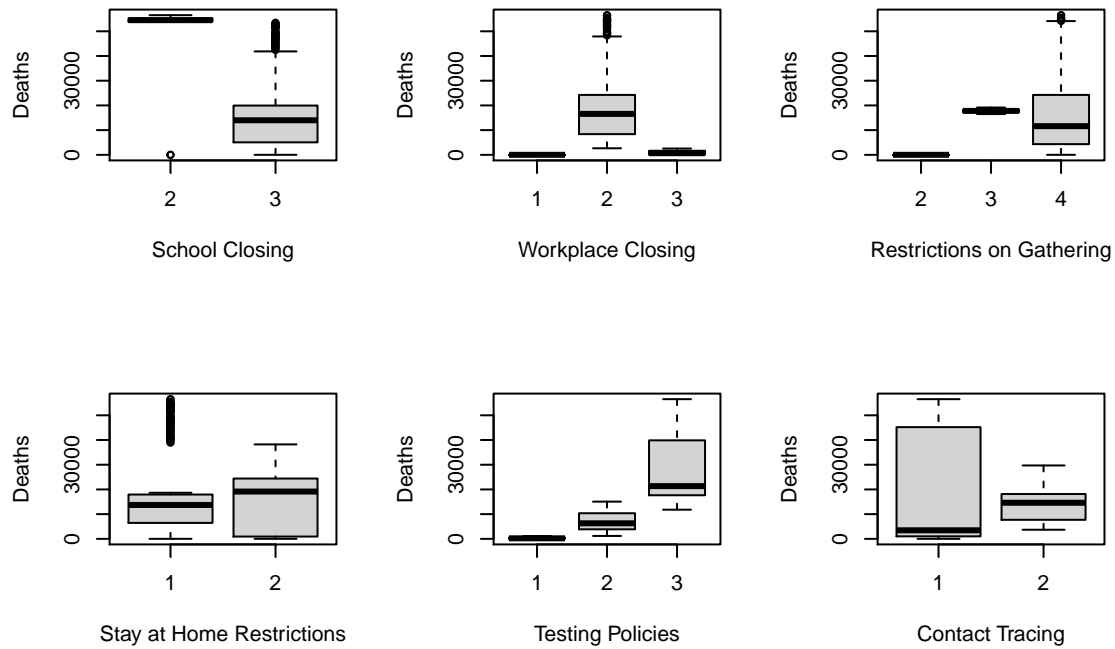 Deaths
30000
0
2 3
School Closing
Deaths
30000
0
1 2 3
Workplace Closing
Deaths
30000
0
2 3 4
Restrictions on Gathering
Deaths
30000
0
1 2
Stay at Home Restrictions
Deaths
30000
0
1 2 3
Testing Policies
Deaths
30000
0
1 2
Contact Tracing